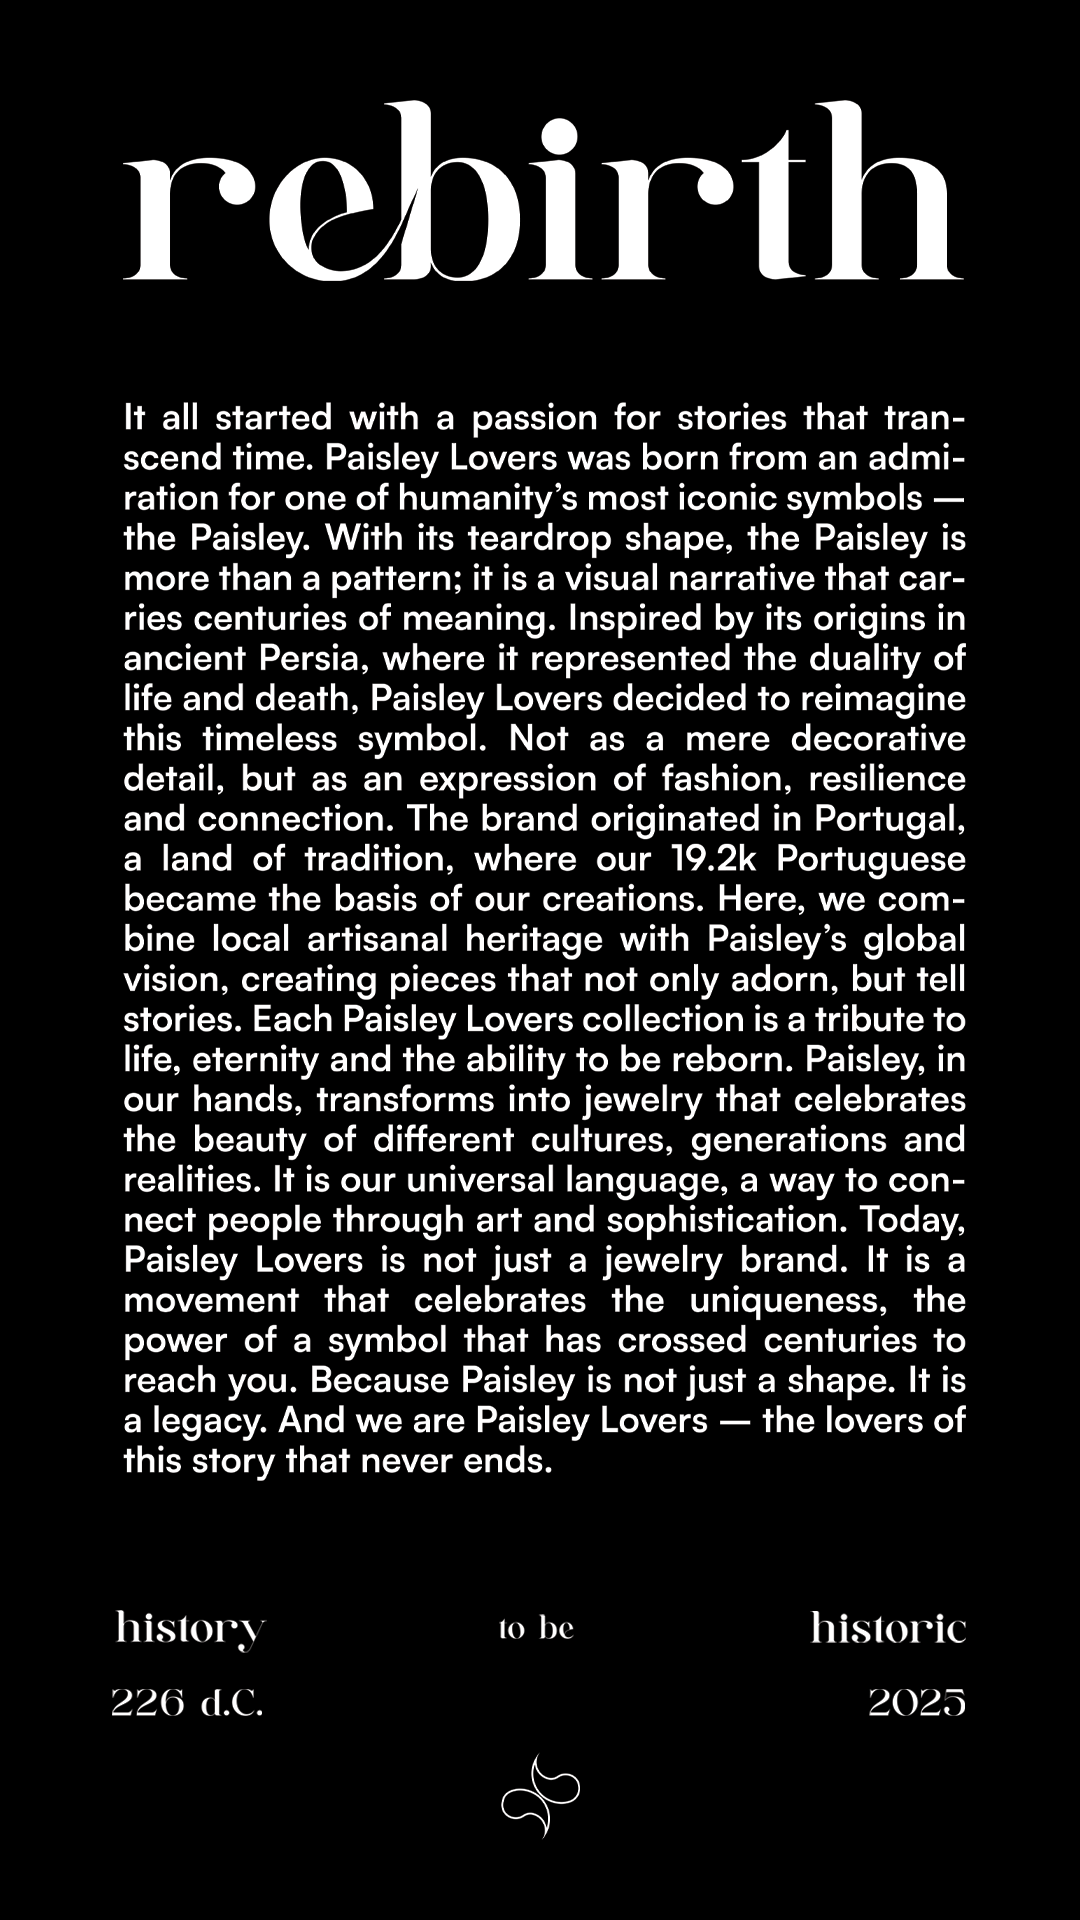 rebirth
It all started with a passion for stories that tran-
scend time. Paisley Lovers was born from an admi-
ration for one of humanity’s most iconic symbols —
the Paisley. With its teardrop shape, the Paisley is
more than a pattern; it is a visual narrative that car-
ries centuries of meaning. Inspired by its origins in
ancient Persia, where it represented the duality of
life and death, Paisley Lovers decided to reimagine
this timeless symbol. Not as a mere decorative
detail, but as an expression of fashion, resilience
and connection. The brand originated in Portugal,
a land of tradition, where our 19.2k Portuguese
became the basis of our creations. Here, we com-
bine local artisanal heritage with Paisley’s global
vision, creating pieces that not only adorn, but tell
stories. Each Paisley Lovers collection is a tribute to
life, eternity and the ability to be reborn. Paisley, in
our hands, transforms into jewelry that celebrates
the beauty of different cultures, generations and
realities. It is our universal language, a way to con-
nect people through art and sophistication. Today,
Paisley Lovers is not just a jewelry brand. It is a
movement that celebrates the uniqueness, the
power of a symbol that has crossed centuries to
reach you. Because Paisley is not just a shape. It is
a legacy. And we are Paisley Lovers — the lovers of
this story that never ends.
history to be historic
226 d.C. 2025